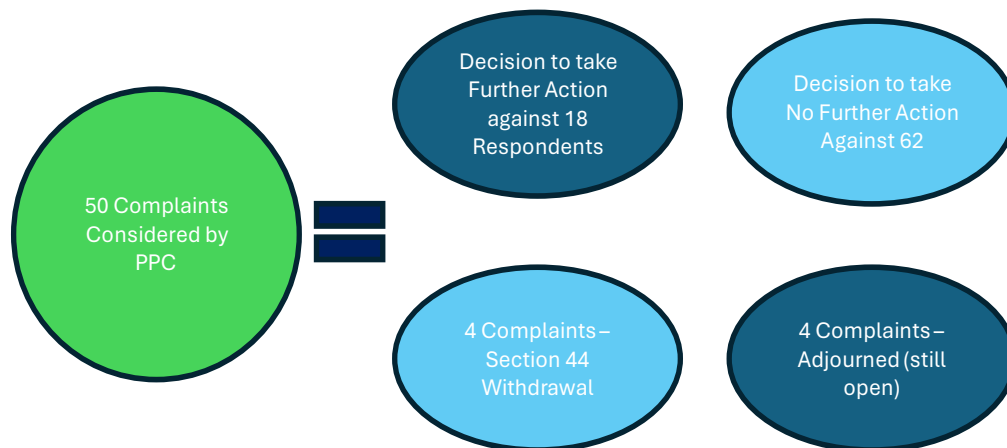 50 Complaints
Considered by
PPC
Decision to take
Further Action
against 18
Respondents
Decision to take
No Further Action
Against 62
4 Complaints –
Section 44
Withdrawal
4 Complaints –
Adjourned (still
open)